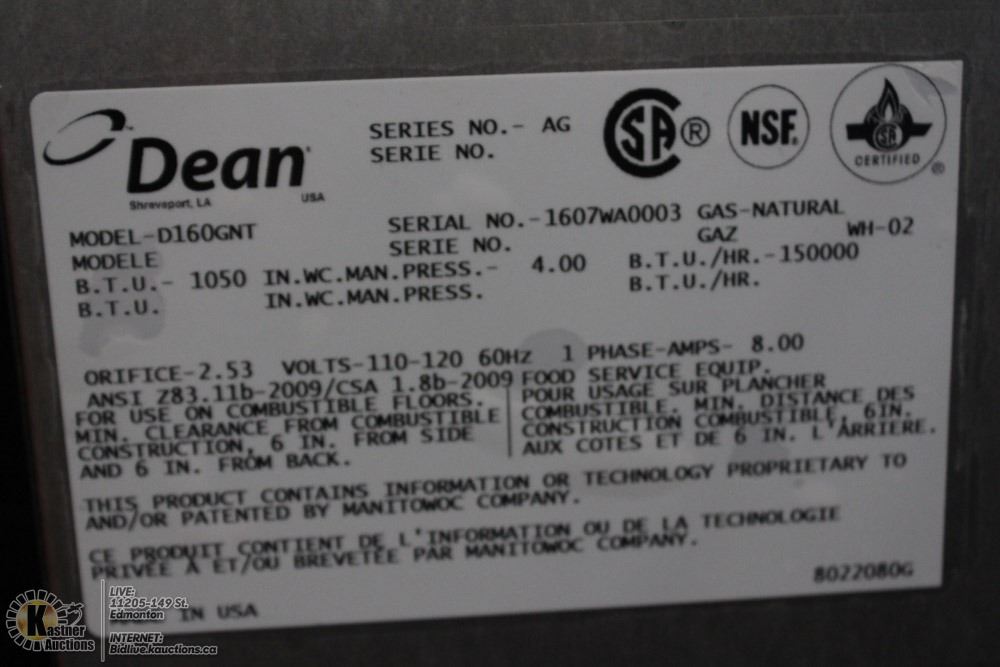 Dean
Shreveport, LA USA
SERIES NO.- AG
SERIE NO.
CSA ®
NSF®
CSA
CERTIFIED
®
MODEL-D160GNT
MODELE
SERIAL NO.-1607WA0003
SERIE NO.
GAS-NATURAL
GAZ WH-02
B.T.U.- 1050 IN.WC.MAN.PRESS.- 4.00 B.T.U./HR.-150000
B.T.U. IN.WC.MAN.PRESS. B.T.U./HR.
ORIFICE-2.53 VOLTS-110-120 60HZ 1 PHASE-AMPS- 8.00
ANSI Z83.11b-2009/CSA 1.8b-2009 FOOD SERVICE EQUIP.
FOR USE ON COMBUSTIBLE FLOORS.
MIN. CLEARANCE FROM COMBUSTIBLE
CONSTRUCTION, 6 IN. FROM SIDE
AND 6 IN. FROM BACK.
POUR USAGE SUR PLANCHER
COMBUSTIBLE. MIN. DISTANCE DES
CONSTRUCTION COMBUSTIBLE, 6IN.
AUX COTES ET DE 6 IN. L'ARRIERE.
THIS PRODUCT CONTAINS INFORMATION OR TECHNOLOGY PROPRIETARY TO
AND/OR PATENTED BY MANITOWOC COMPANY.
CE PRODUIT CONTIENT DE L'INFORMATION OU DE LA TECHNOLOGIE
PRIVÉE A ET/OU BREVETÉE PAR MANITOWOC COMPANY.
8022080G
IN USA
Kastner
Auctions
LIVE:
11205-149 St.
Edmonton
INTERNET:
Bidlive.kauctions.ca